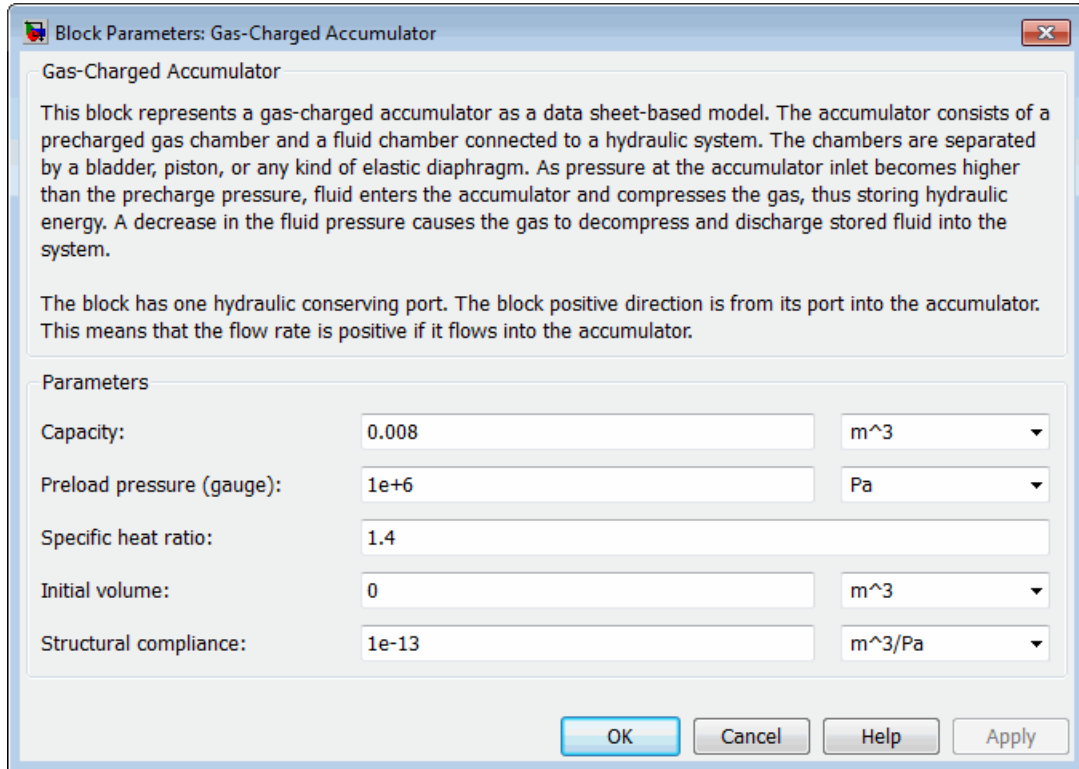 Block Parameters: Gas-Charged Accumulator
Gas-Charged Accumulator
This block represents a gas-charged accumulator as a data sheet-based model. The accumulator consists of a
precharged gas chamber and a fluid chamber connected to a hydraulic system. The chambers are separated
by a bladder, piston, or any kind of elastic diaphragm. As pressure at the accumulator inlet becomes higher
than the precharge pressure, fluid enters the accumulator and compresses the gas, thus storing hydraulic
energy. A decrease in the fluid pressure causes the gas to decompress and discharge stored fluid into the
system.
The block has one hydraulic conserving port. The block positive direction is from its port into the accumulator.
This means that the flow rate is positive if it flows into the accumulator.
Parameters
Capacity: 0.008 m^3
Preload pressure (gauge): 1e+6 Pa
Specific heat ratio: 1.4
Initial volume: 0 m^3
Structural compliance: 1e-13 m^3/Pa
OK Cancel Help Apply